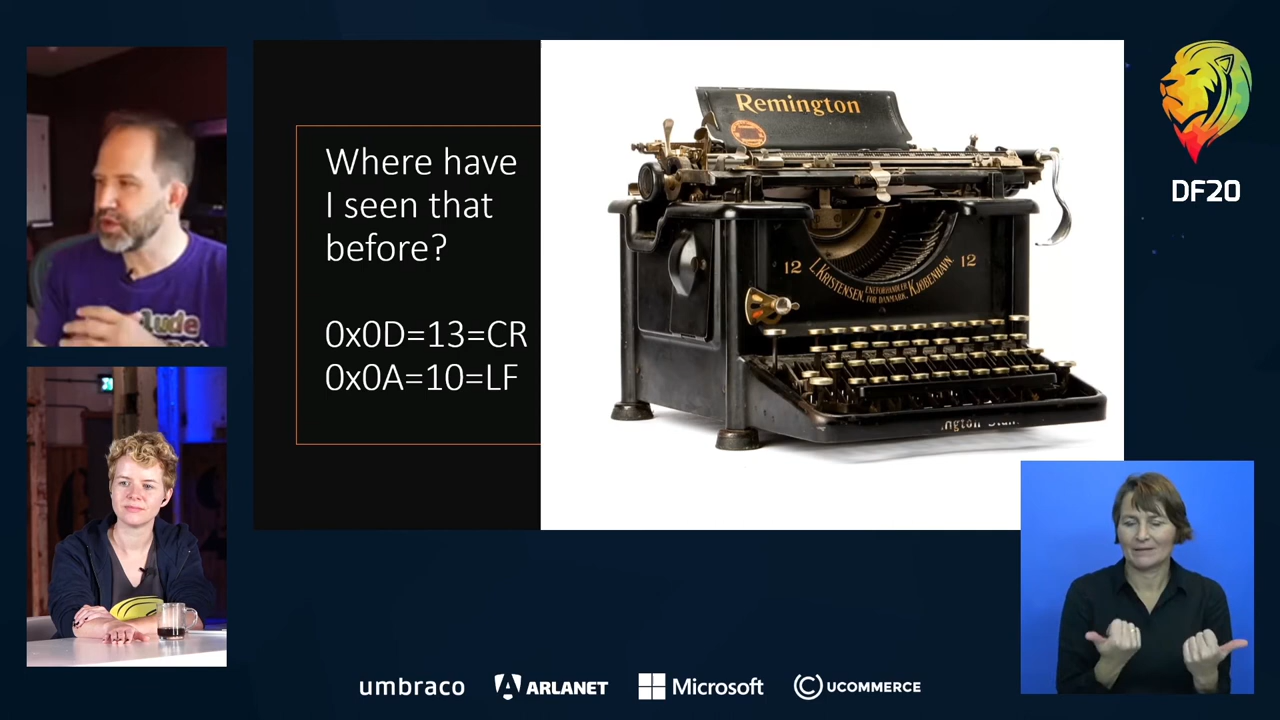 Where have
I seen that
before?
0x0D=13=CR
0x0A=10=LF
Remington
12
12
L.KRISTENSEN,
ENEFORHANDLER
FOR DANMARK.
KJØBENHAVN
DF20
umbraco
ARLANET
Microsoft
UCOMMERCE